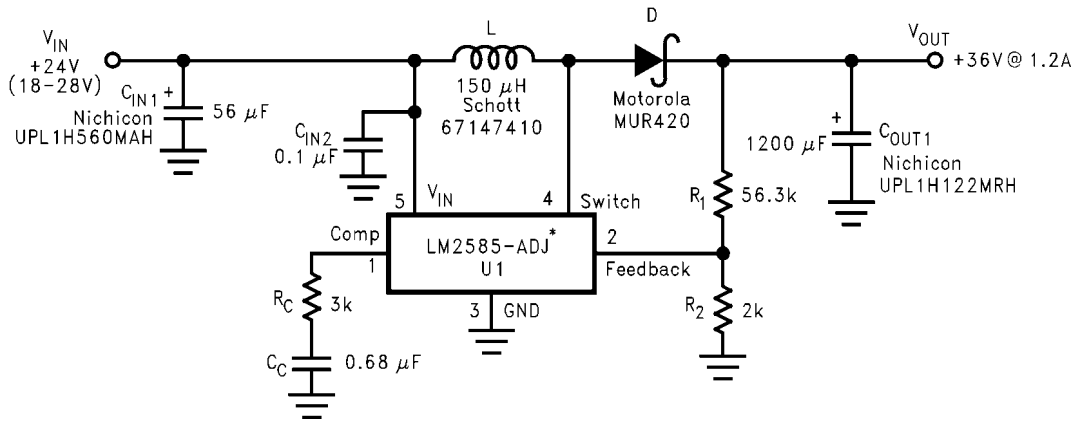 V_IN
+24V
(18-28V)
C_IN1 +
Nichicon
UPL1H560MAH
56 μF
C_IN2
0.1 μF
L
150 μH
Schott
67147410
D
Motorola
MUR420
V_OUT
+36V @ 1.2A
+
1200 μF
C_OUT1
Nichicon
UPL1H122MRH
R_1
56.3k
5
V_IN
4
Switch
Comp
1
LM2585-ADJ*
U1
2
Feedback
3
GND
R_C
3k
C_C
0.68 μF
R_2
2k